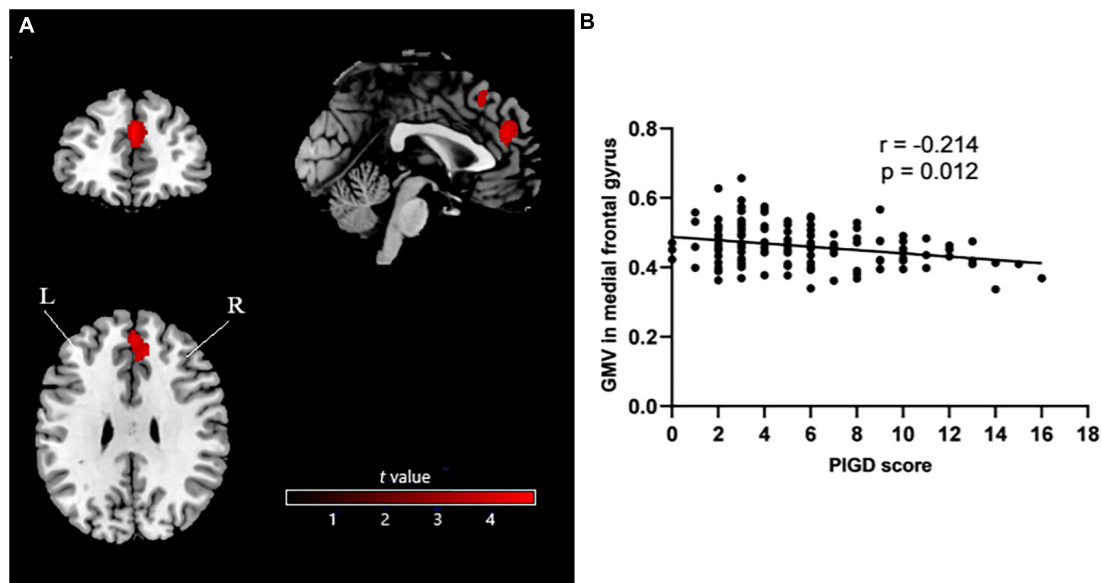 A
L
R
t value
1 2 3 4
B
r = -0.214
p = 0.012
GMV in medial frontal gyrus
0.8
0.6
0.4
0.2
0.0
0 2 4 6 8 10 12 14 16 18
PIGD score